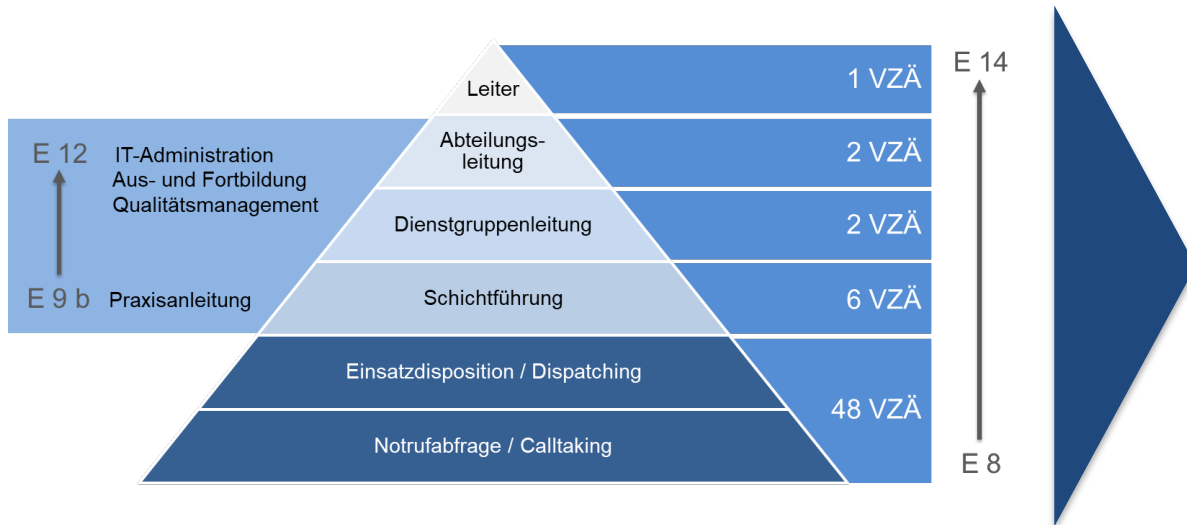 Leiter
1 VZÄ
E 14
E 12
IT-Administration
Aus- und Fortbildung
Qualitätsmanagement
Abteilungs-
leitung
2 VZÄ
Dienstgruppenleitung
2 VZÄ
E 9 b
Praxisanleitung
Schichtführung
6 VZÄ
Einsatzdisposition / Dispatching
48 VZÄ
Notrufabfrage / Calltaking
E 8